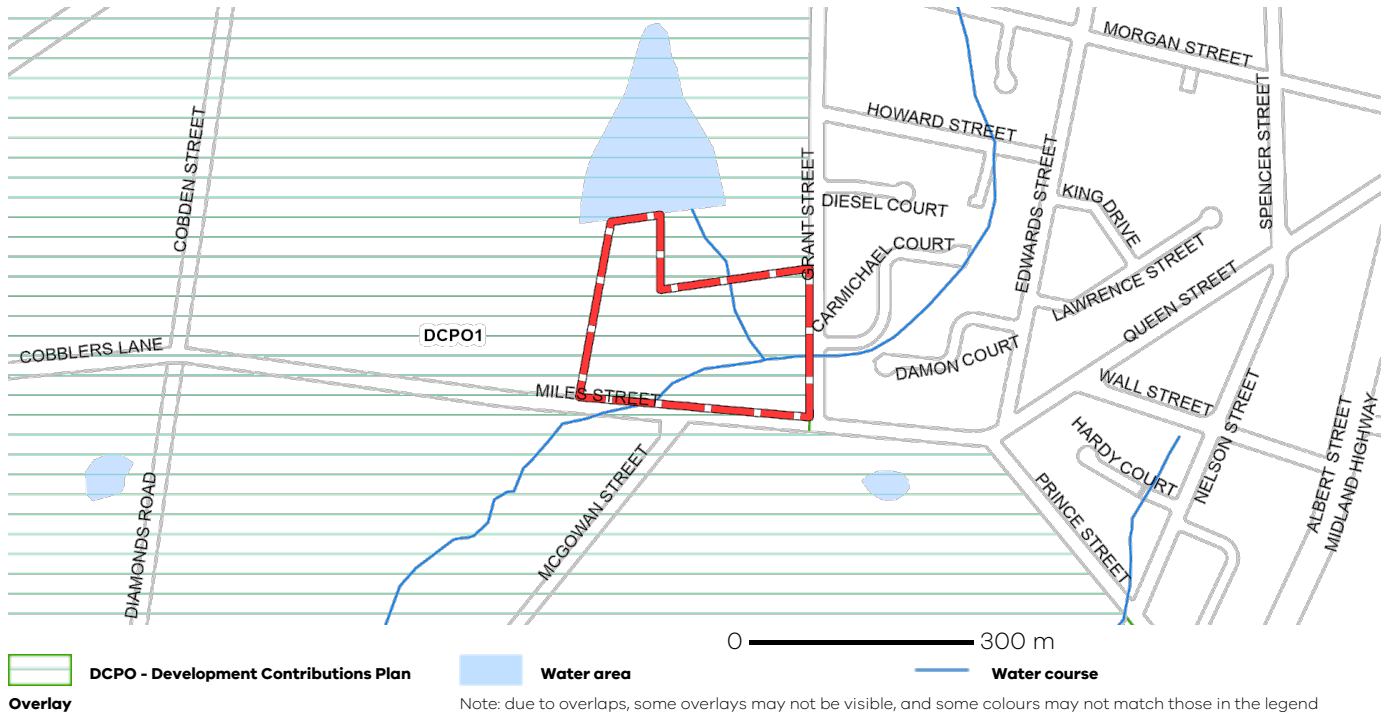 MORGAN STREET
SPENCER STREET
HOWARD STREET
COBDEN STREET
GRANT STREET
EDWARDS STREET
KING DRIVE
DIESEL COURT
CARMICHAEL COURT
LAWRENCE STREET
QUEEN STREET
DCPO1
COBBLERS LANE
DAMON COURT
WALL STREET
MILES STREET
NELSON STREET
ALBERT STREET
MIDLAND HIGHWAY
HARDY COURT
MCGOWAN STREET
DIAMONDS ROAD
PRINCE STREET
0 300 m
DCPO - Development Contributions Plan
Overlay
Water area
Water course
Note: due to overlaps, some overlays may not be visible, and some colours may not match those in the legend